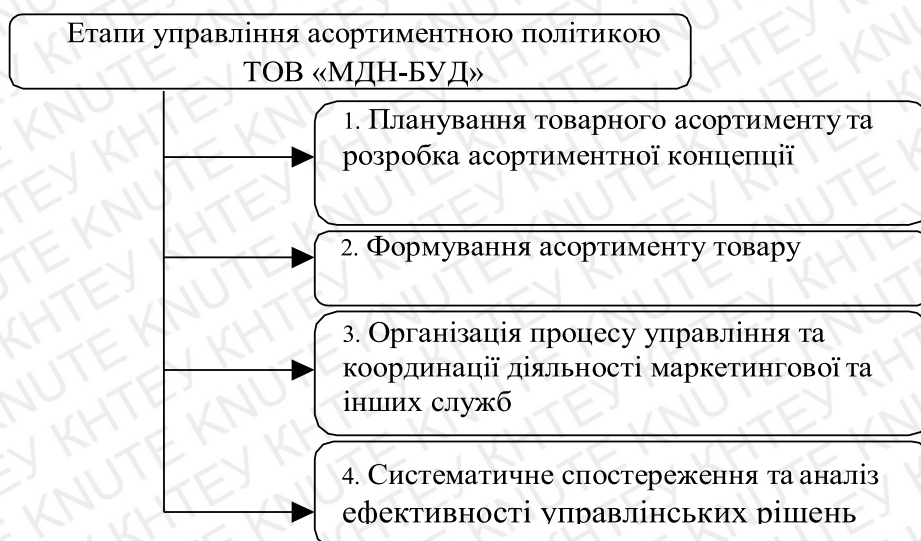 Етапи управління асортиментною політикою
ТОВ «МДН-БУД»
1. Планування товарного асортименту та
розробка асортиментної концепції
2. Формування асортименту товару
3. Організація процесу управління та
координації діяльності маркетингової та
інших служб
4. Систематичне спостереження та аналіз
ефективності управлінських рішень